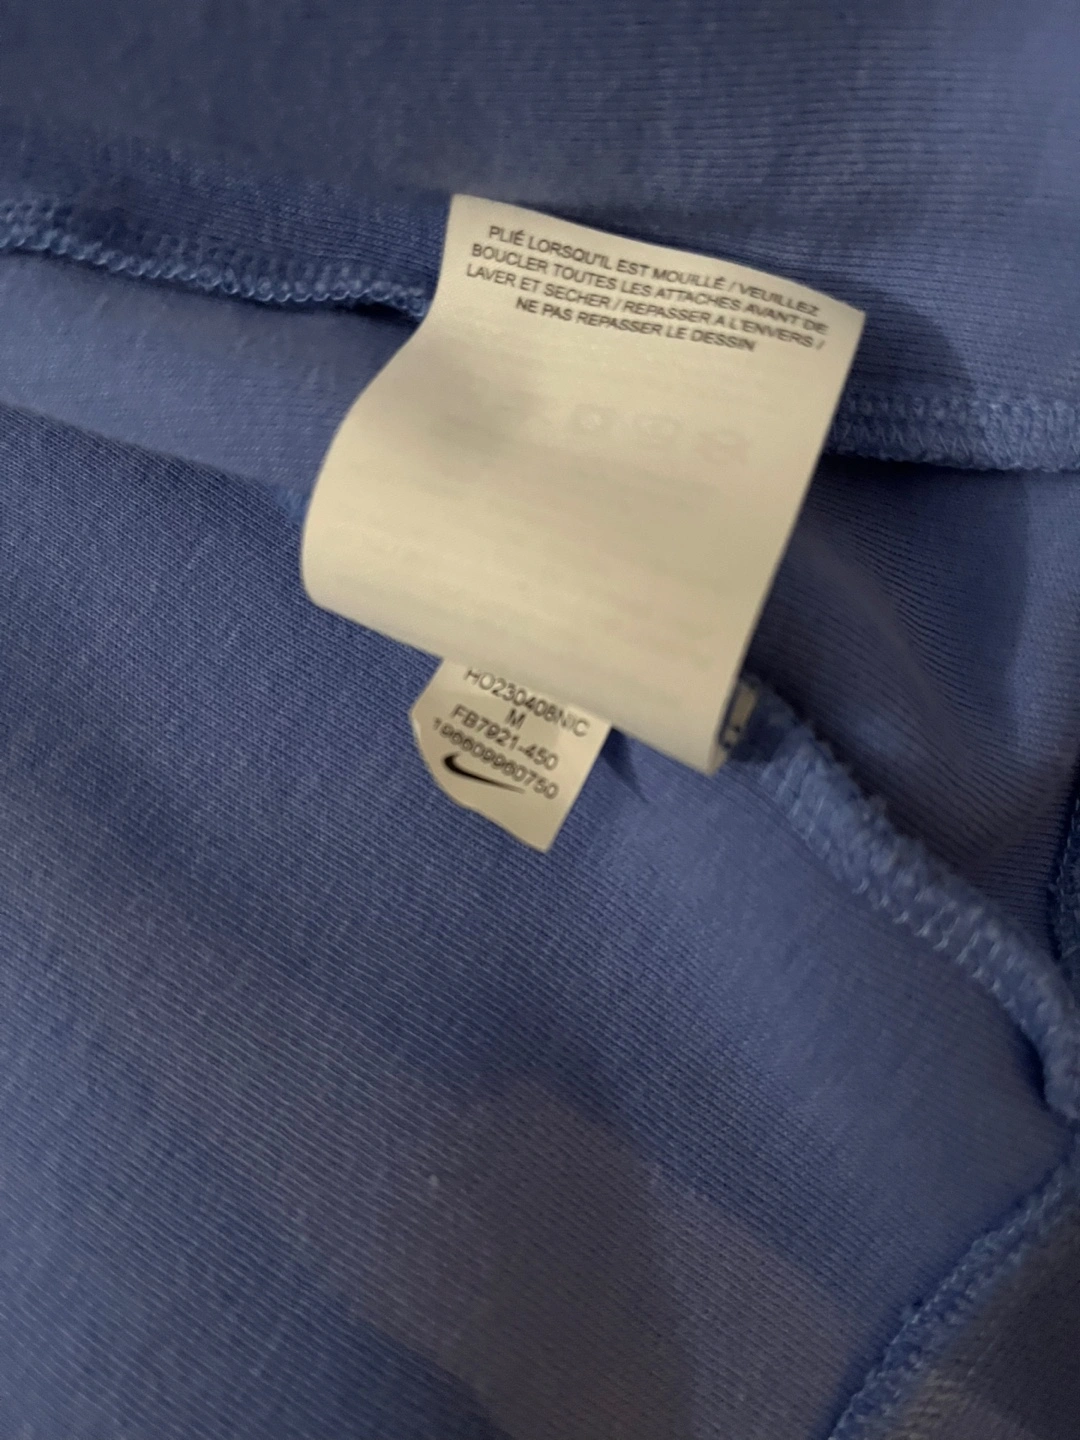 PLIÉ LORSQU'IL EST MOUILLÉ / VEUILLEZ
BOUCLER TOUTES LES ATTACHES AVANT DE
LAVER ET SECHER / REPASSER A L'ENVERS /
NE PAS REPASSER LE DESSIN
HO230408NIC
M
FB7921-450
196609960750